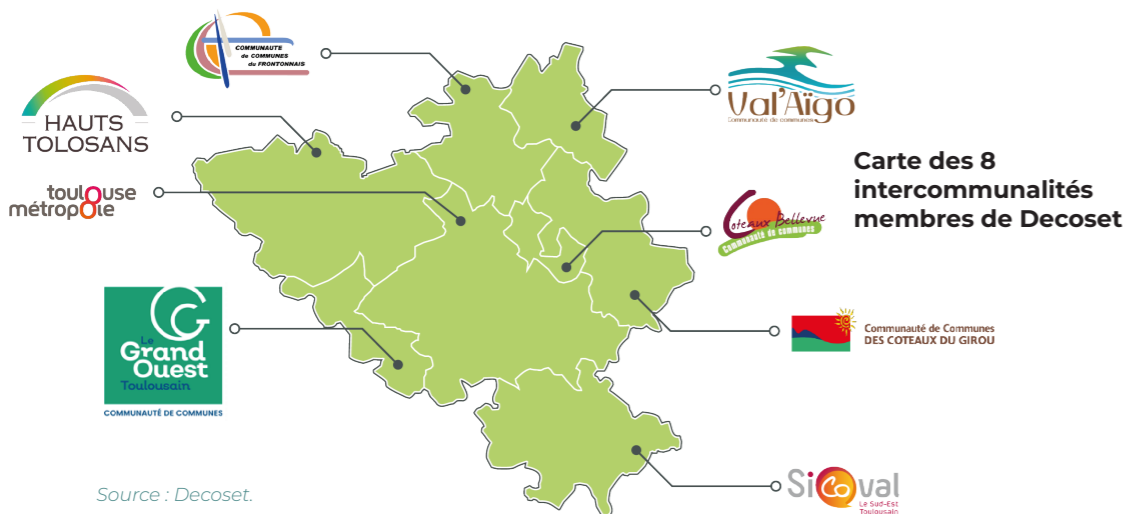 COMMUNAUTE
de COMMUNES
du FRONTONNAIS
HAUTS
TOLOSANS
toulouse
métropole
Le
Grand
Ouest
Toulousain
COMMUNAUTÉ DE COMMUNES
Val'Aïgo
Communauté de communes
Carte des 8
intercommunalités
membres de Decoset
Coteaux Bellevue
Communauté de communes
Communauté de Communes
DES COTEAUX DU GIROU
Sicoval
Le Sud-Est
Toulousain
Source : Decoset.